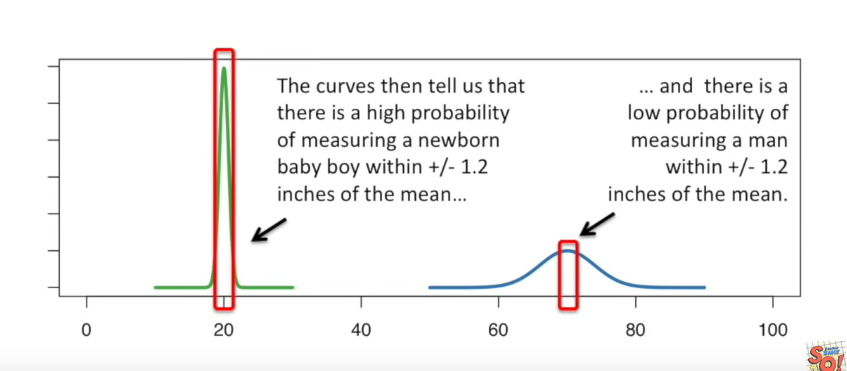 The curves then tell us that
there is a high probability
of measuring a newborn
baby boy within +/- 1.2
inches of the mean...
... and there is a
low probability of
measuring a man
within +/- 1.2
inches of the mean.
0 20 40 60 80 100
SO!